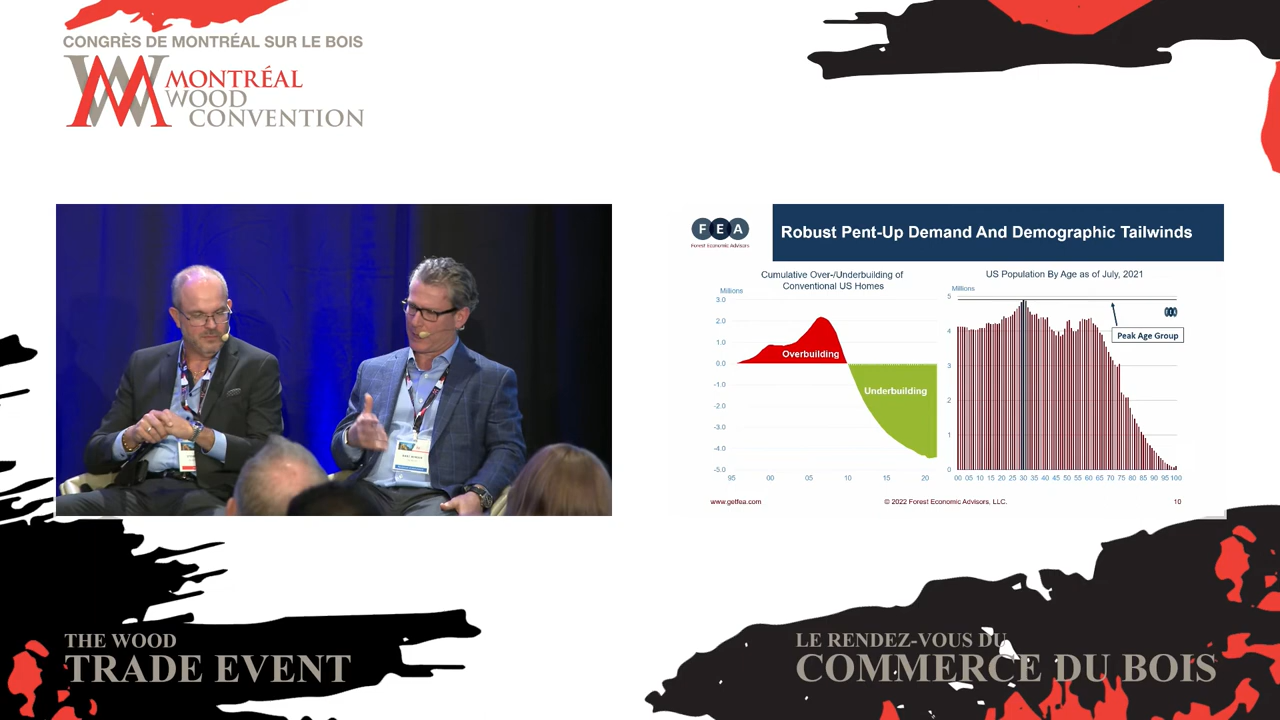 CONGRÈS DE MONTRÉAL SUR LE BOIS
MONTRÉAL
WOOD
CONVENTION
FEA
Forest Economic Advisors
Robust Pent-Up Demand And Demographic Tailwinds
Cumulative Over-/Underbuilding of
Conventional US Homes
Millions
3.0
2.0
1.0
0.0
-1.0
-2.0
-3.0
-4.0
-5.0
Overbuilding
Underbuilding
95 00 05 10 15 20
US Population By Age as of July, 2021
Millions
5
4
3
2
1
0
Peak Age Group
00 05 10 15 20 25 30 35 40 45 50 55 60 65 70 75 80 85 90 95 100
www.getfea.com
© 2022 Forest Economic Advisors, LLC.
10
THE WOOD
TRADE EVENT
LE RENDEZ-VOUS DU
COMMERCE DU BOIS